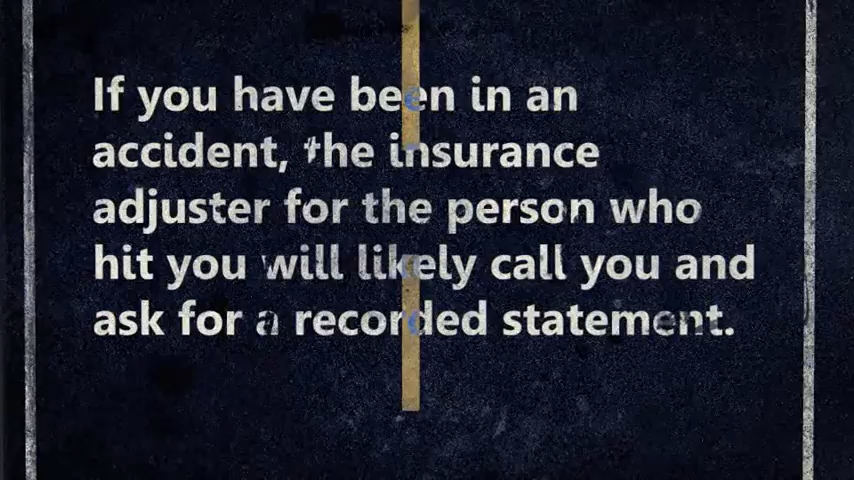 If you have been in an
accident, the insurance
adjuster for the person who
hit you will likely call you and
ask for a recorded statement.